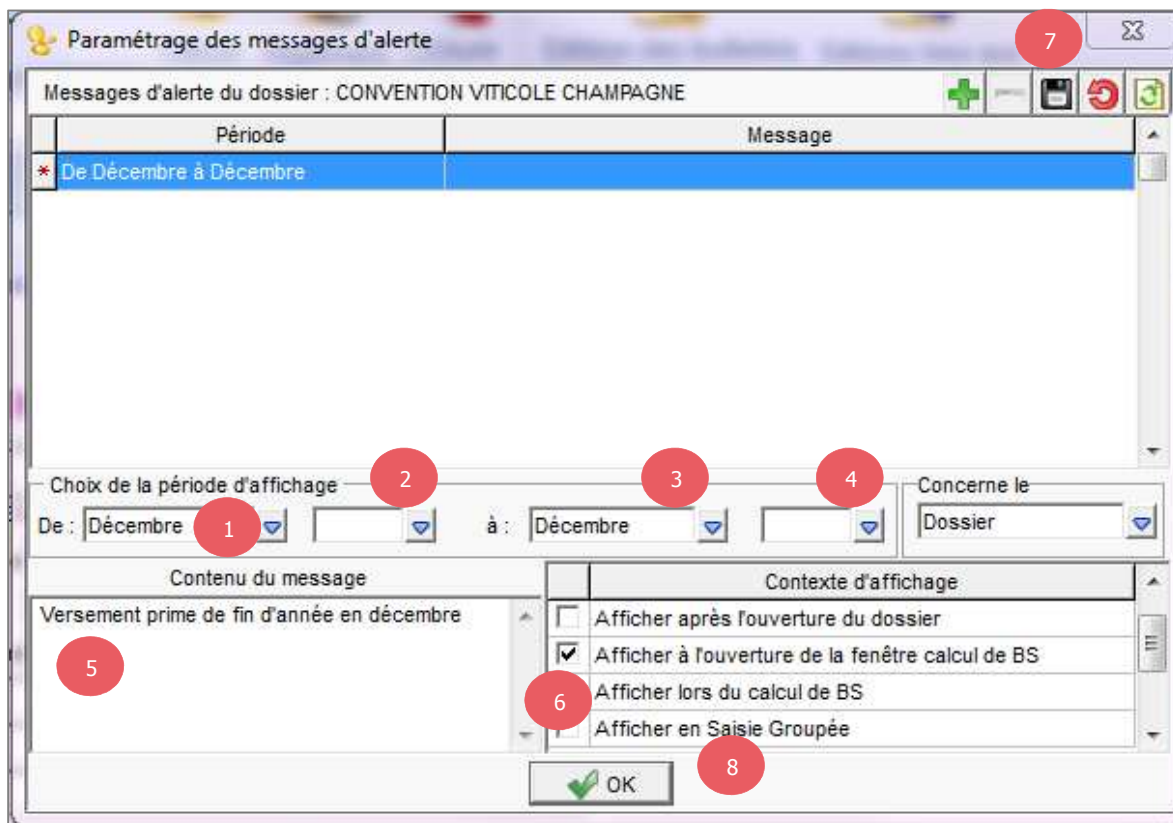 Paramétrage des messages d'alerte
7
Messages d'alerte du dossier : CONVENTION VITICOLE CHAMPAGNE
Période Message
* De Décembre à Décembre
Choix de la période d'affichage 2 3 4 Concerne le
De : Décembre 1 à : Décembre Dossier
Contenu du message Contexte d'affichage
Versement prime de fin d'année en décembre
Afficher après l'ouverture du dossier
5
Afficher à l'ouverture de la fenêtre calcul de BS
6 Afficher lors du calcul de BS
Afficher en Saisie Groupée
8
OK